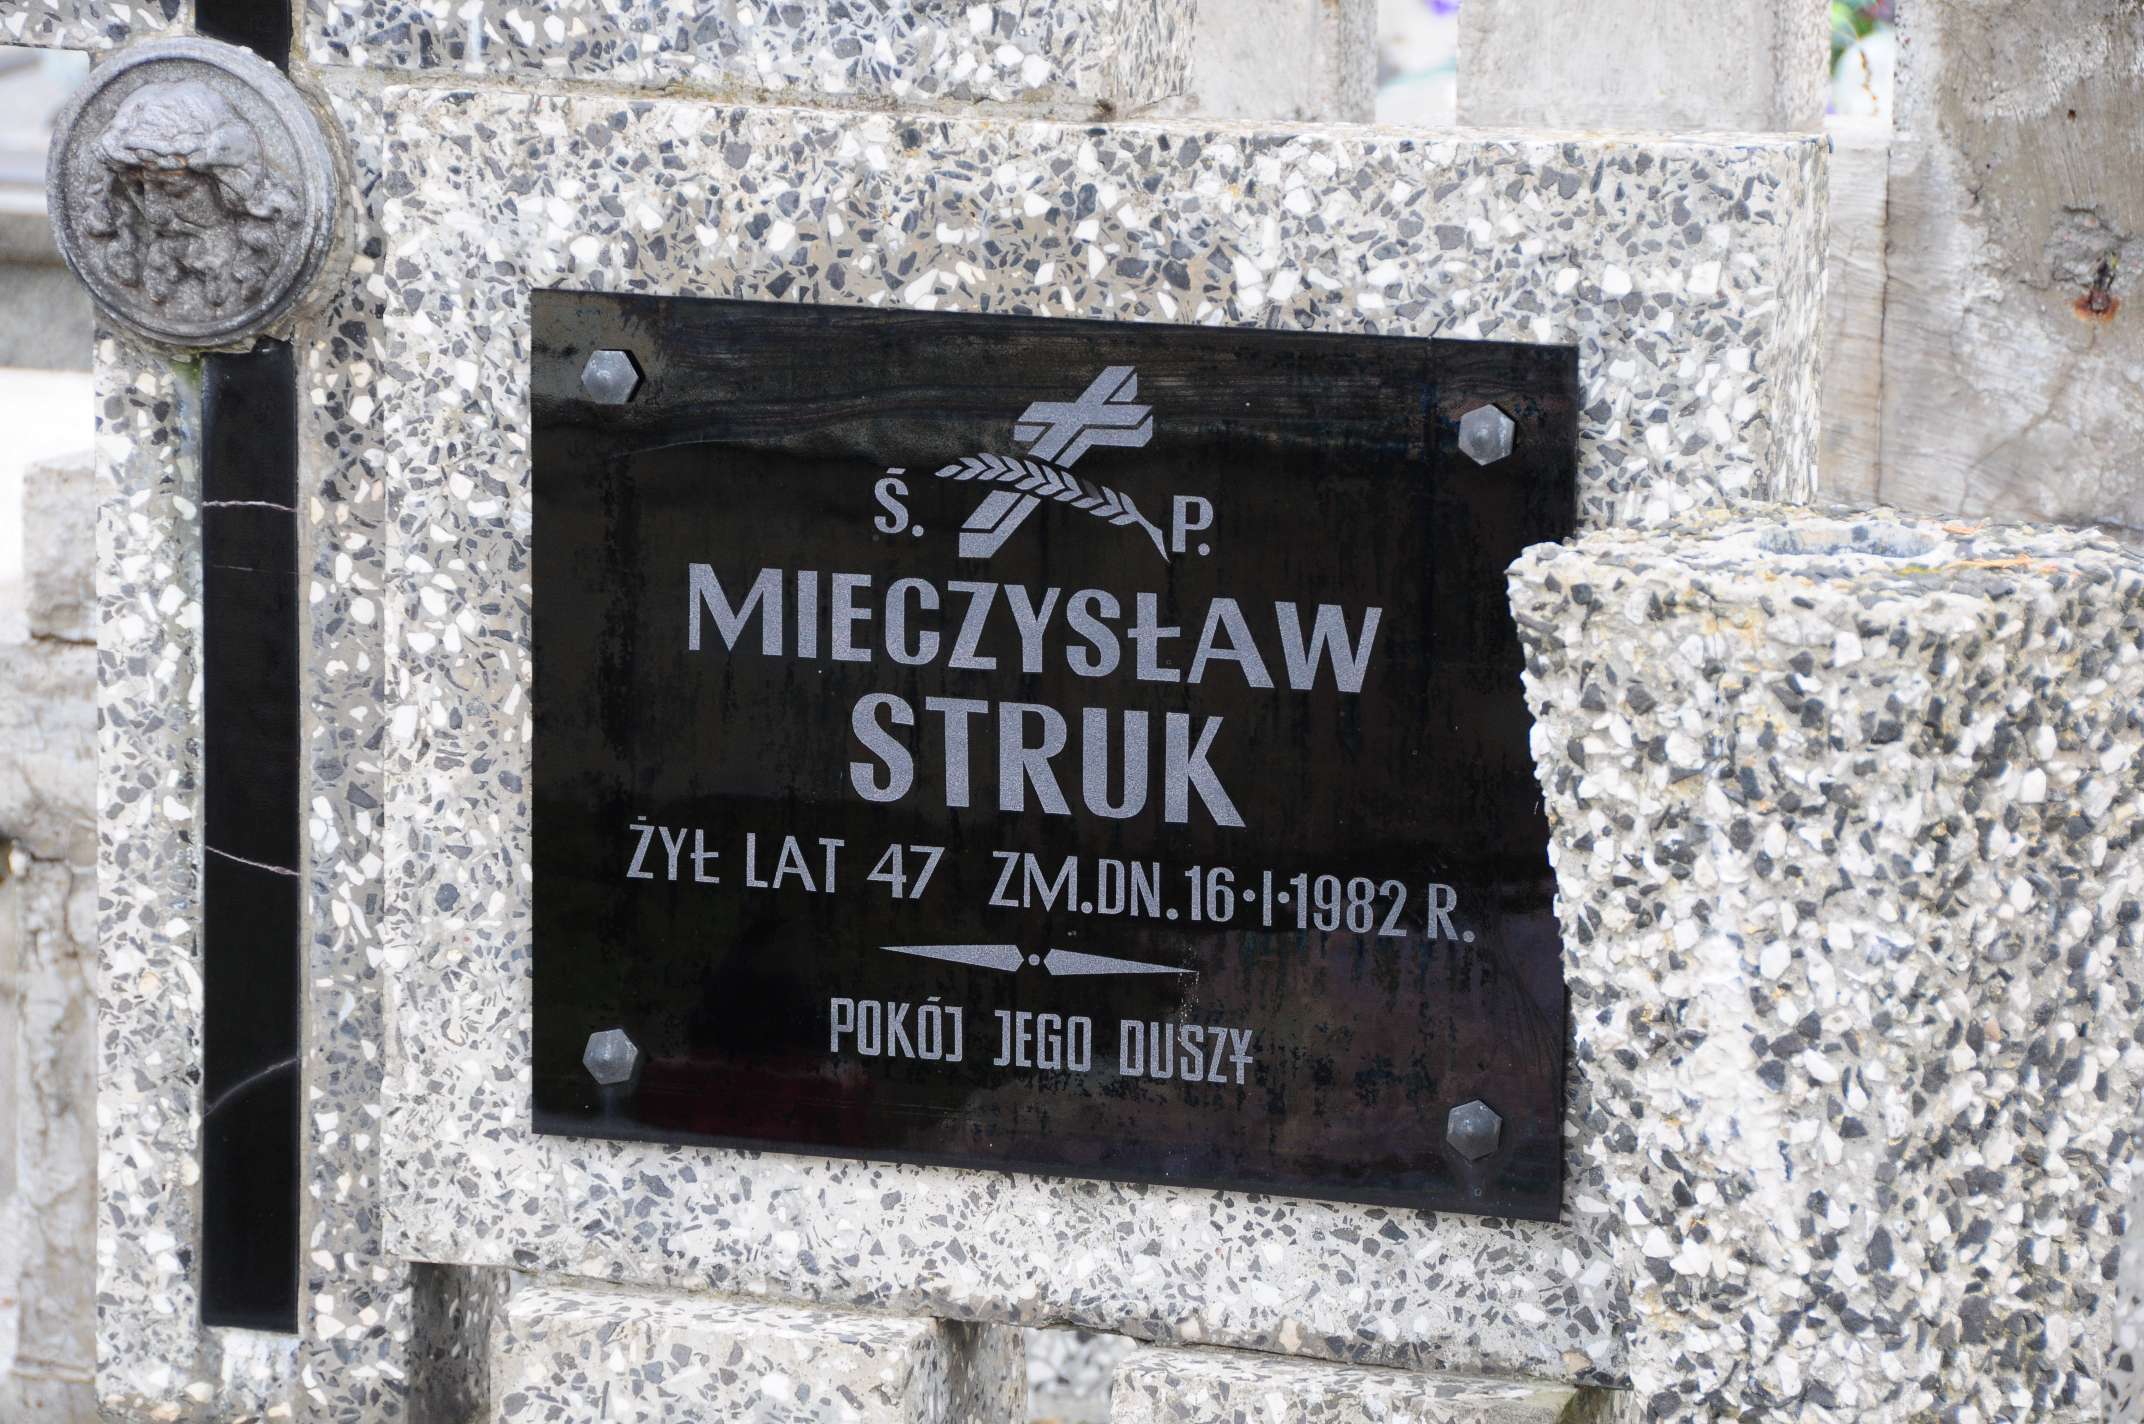 Ś. P.
MIECZYSŁAW
STRUK
ŻYŁ LAT 47 ZM.DN.16·I·1982 R.
POKÓJ JEGO DUSZY